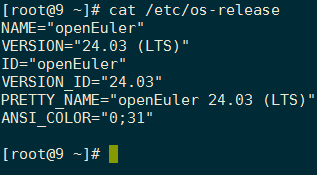 [root@9 ~]# cat /etc/os-release
NAME="openEuler"
VERSION="24.03 (LTS)"
ID="openEuler"
VERSION_ID="24.03"
PRETTY_NAME="openEuler 24.03 (LTS)"
ANSI_COLOR="0;31"
[root@9 ~]#